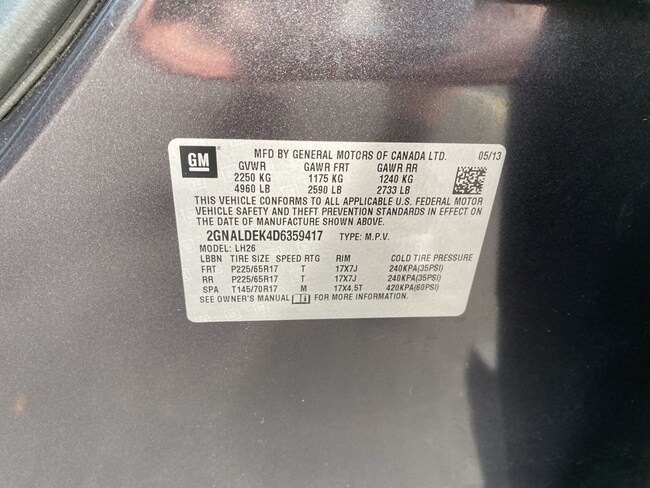 GM
MFD BY GENERAL MOTORS OF CANADA LTD. 05/13
GVWR GAWR FRT GAWR RR
2250 KG 1175 KG 1240 KG
4960 LB 2590 LB 2733 LB
THIS VEHICLE CONFORMS TO ALL APPLICABLE U.S. FEDERAL MOTOR
VEHICLE SAFETY AND THEFT PREVENTION STANDARDS IN EFFECT ON
THE DATE OF MANUFACTURE SHOWN ABOVE.
2GNALDEK4D6359417 TYPE: M.P.V.
MODEL: LH26
LBBN TIRE SIZE SPEED RTG RIM COLD TIRE PRESSURE
FRT P225/65R17 T 17X7J 240KPA(35PSI)
RR P225/65R17 T 17X7J 240KPA(35PSI)
SPA T145/70R17 M 17X4.5T 420KPA(60PSI)
SEE OWNER'S MANUAL FOR MORE INFORMATION.